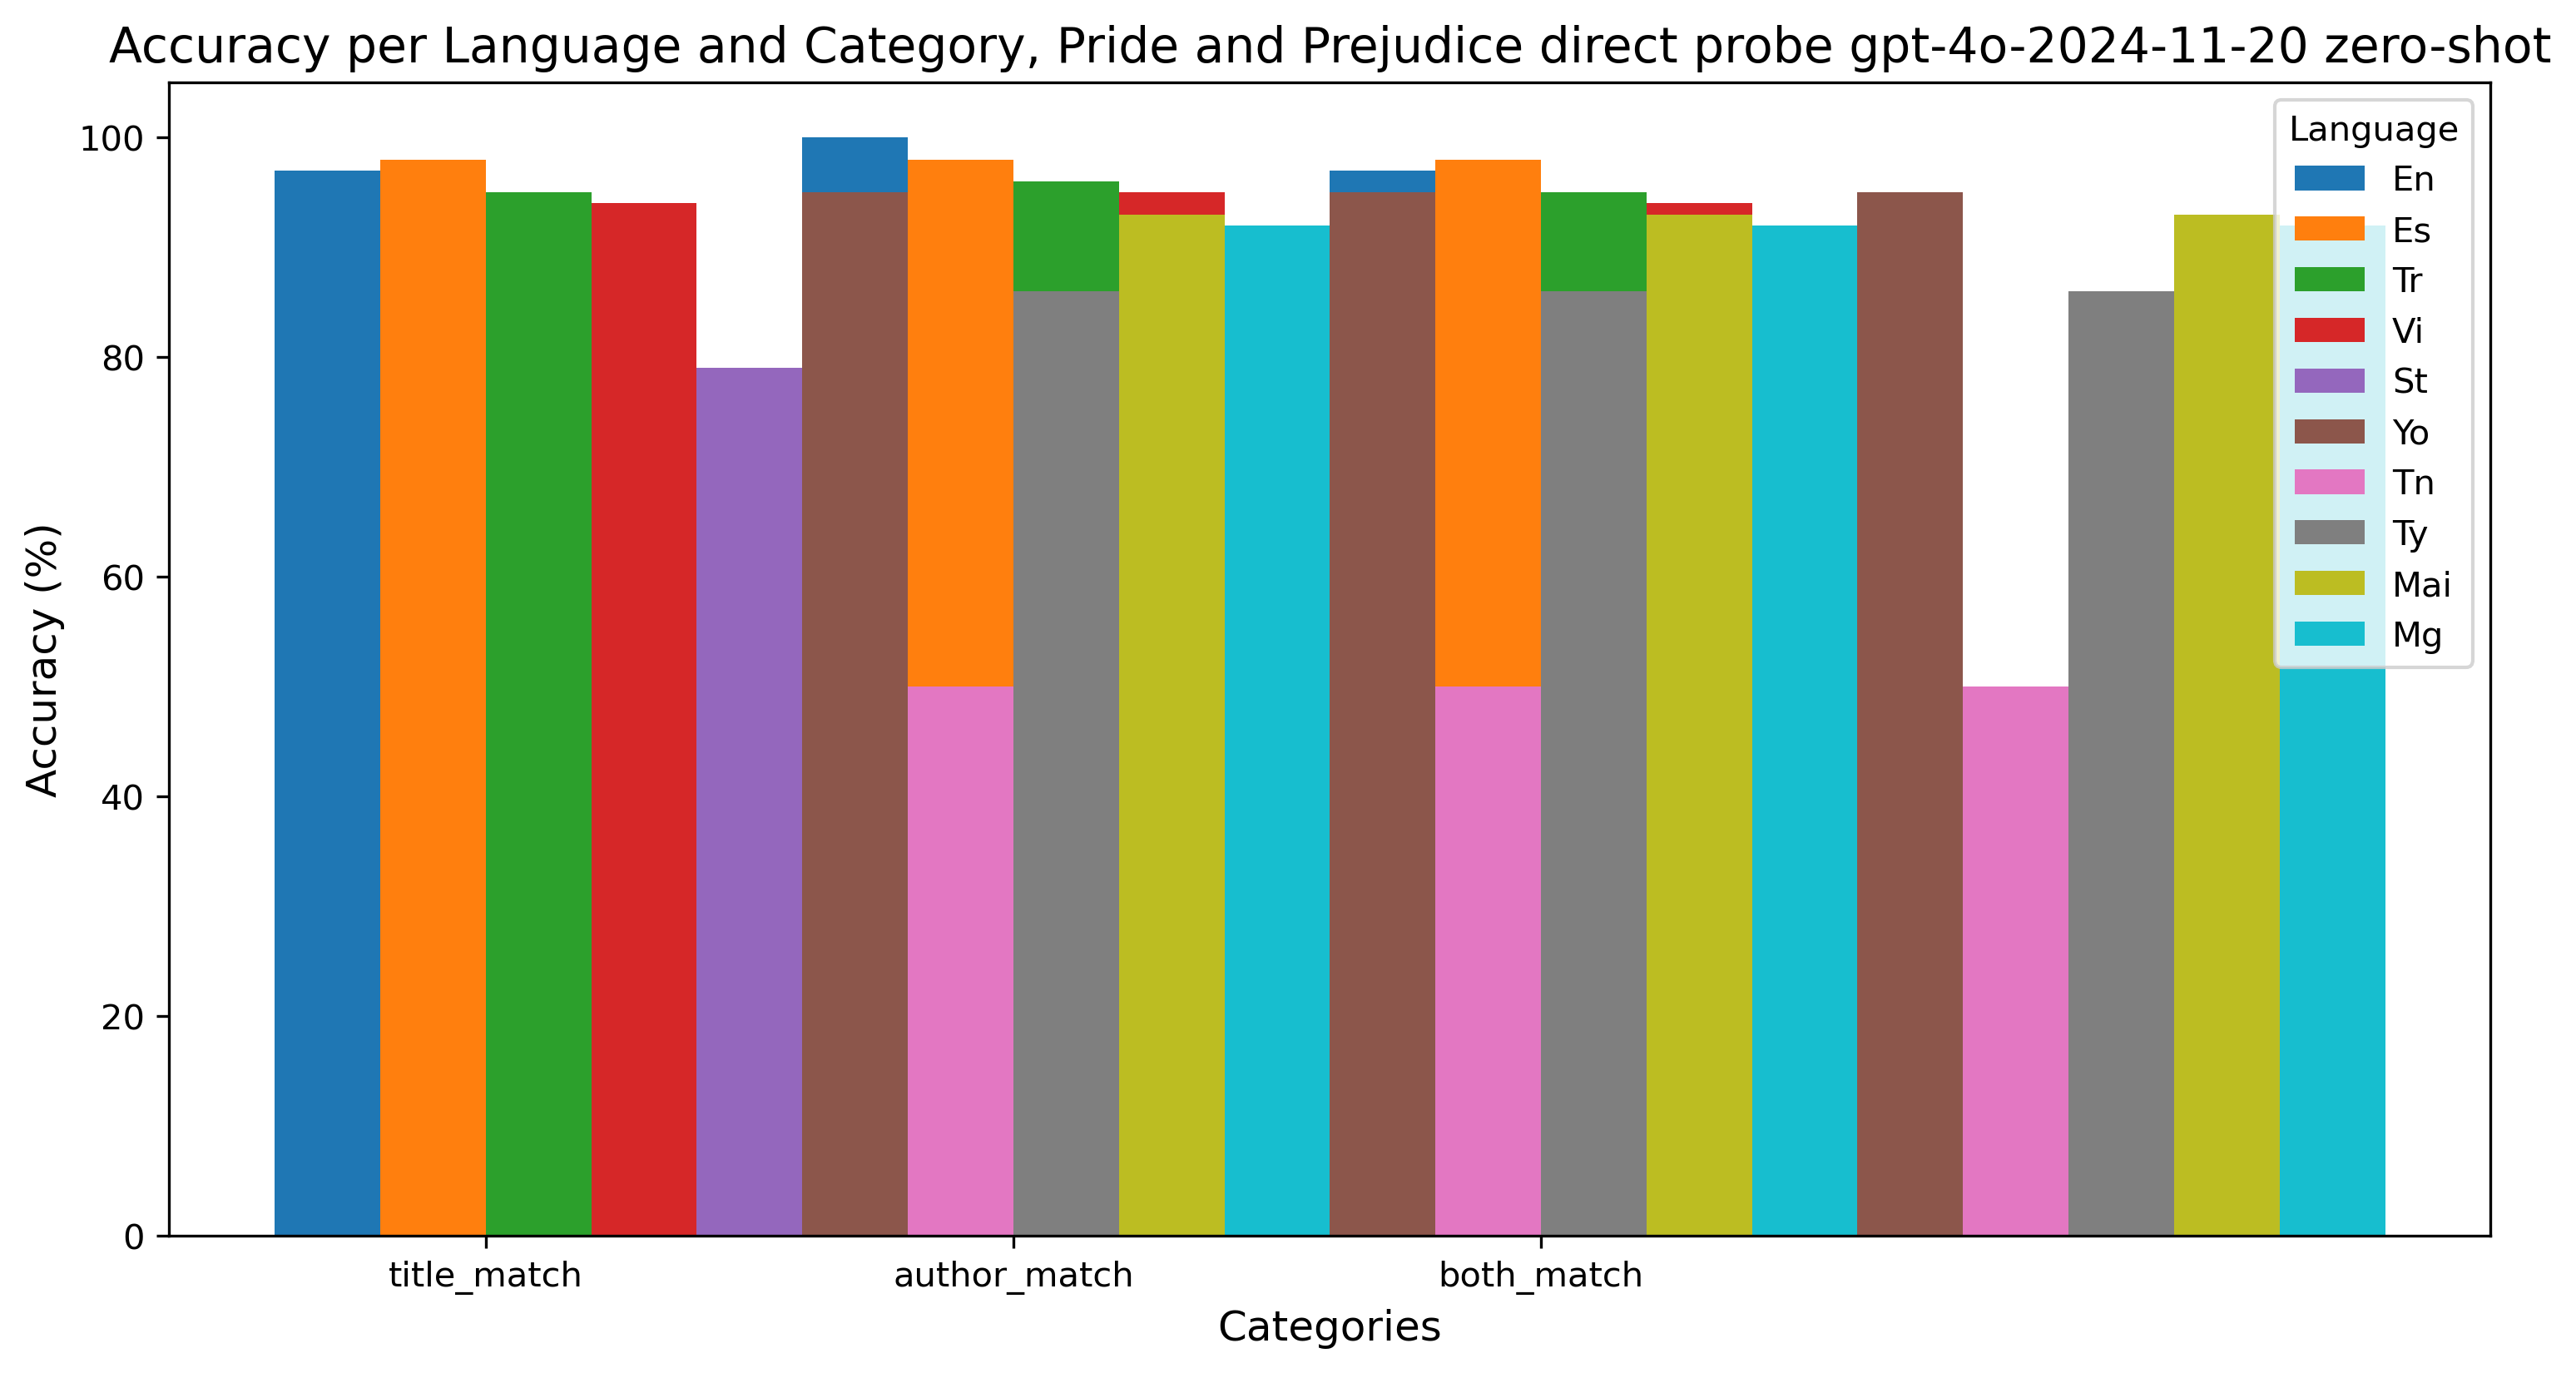 Accuracy per Language and Category, Pride and Prejudice direct probe gpt-4o-2024-11-20 zero-shot
Accuracy (%)
100
80
60
40
20
0
title_match
author_match
both_match
Categories
Language
En
Es
Tr
Vi
St
Yo
Tn
Ty
Mai
Mg